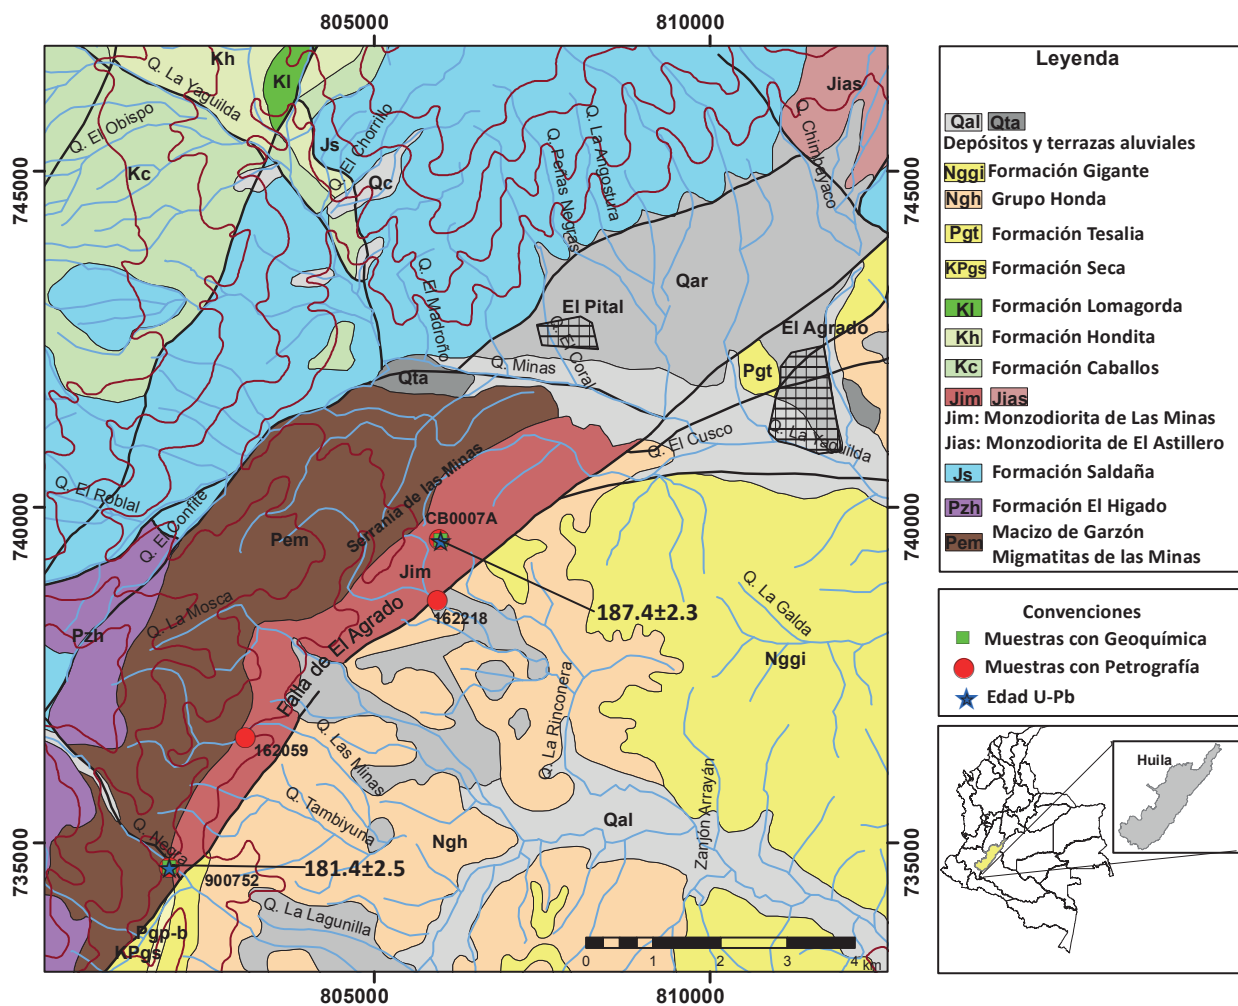 805000
810000
745000
740000
735000
745000
740000
735000
805000
810000
Kh
Kl
Q. La Yaguilda
Q. El Obispo
Js
Q. El Chorrillo
Qc
Kc
Q. Peñas Negras
Q. La Angostura
Q. Chimbayaco
Jias
Qar
El Pital
El Agrado
Q. El Madroño
Q. El Coral
Q. Minas
Pgt
Qta
Q. El Cusco
Q. La Yaguilda
Q. El Roblal
Q. El Confite
Serranía de las Minas
Pem
CB0007A
Jim
162218
187.4±2.3
Q. La Galda
Nggi
Q. La Mosca
Pzh
Falla de El Agrado
162059
Q. Las Minas
Q. La Rinconera
Q. Tambiyuna
Zanjón Arrayán
Qal
Ngh
Q. Negra
181.4±2.5
900752
Q. La Lagunilla
Pgp-b
KPgs
0 1 2 3 4 km
Leyenda
Qal Qta
Depósitos y terrazas aluviales
Nggi Formación Gigante
Ngh Grupo Honda
Pgt Formación Tesalia
KPgs Formación Seca
Kl Formación Lomagorda
Kh Formación Hondita
Kc Formación Caballos
Jim Jias
Jim: Monzodiorita de Las Minas
Jias: Monzodiorita de El Astillero
Js Formación Saldaña
Pzh Formación El Higado
Pem Macizo de Garzón
Migmatitas de las Minas
Convenciones
Muestras con Geoquímica
Muestras con Petrografía
Edad U-Pb
Huila